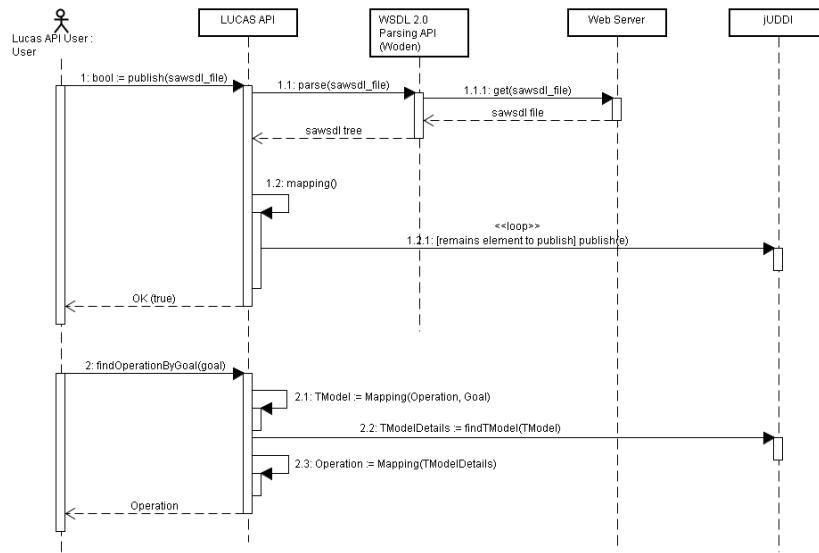 LUCAS API
WSDL 2.0
Parsing API
(Woden)
Web Server
jUDDI
Lucas API User :
User
1: bool := publish(sawsdl_file)
1.1: parse(sawsdl_file)
1.1.1: get(sawsdl_file)
sawsdl file
sawsdl tree
1.2: mapping()
<<loop>>
1.2.1: [remains element to publish] publish(e)
OK (true)
2: findOperationByGoal(goal)
2.1: TModel := Mapping(Operation, Goal)
2.2: TModelDetails := findTModel(TModel)
2.3: Operation := Mapping(TModelDetails)
Operation